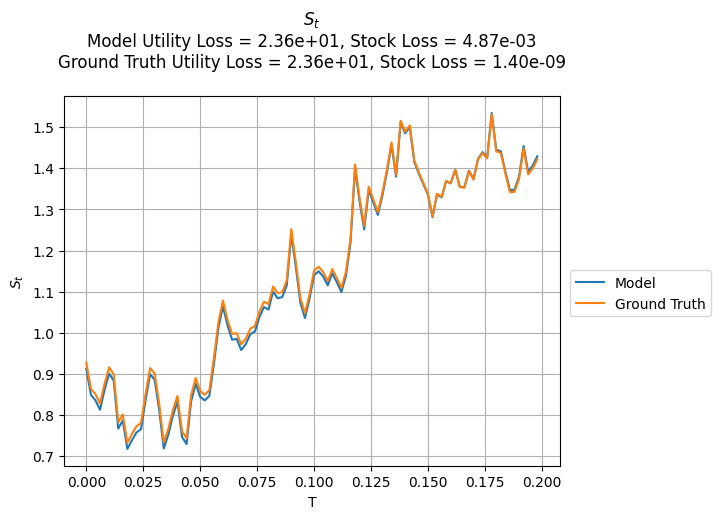 S_t
Model Utility Loss = 2.36e+01, Stock Loss = 4.87e-03
Ground Truth Utility Loss = 2.36e+01, Stock Loss = 1.40e-09
1.5
1.4
1.3
1.2
1.1
1.0
0.9
0.8
0.7
S_t
0.000
0.025
0.050
0.075
0.100
0.125
0.150
0.175
0.200
T
Model
Ground Truth